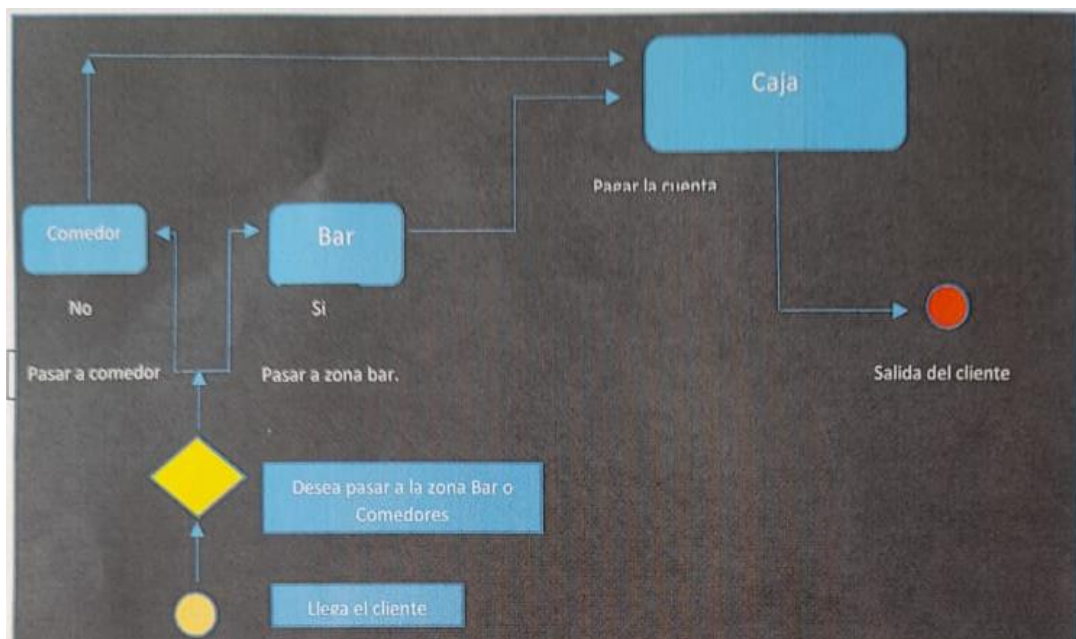 Caja
Pagar la cuenta
Comedor
Bar
No
Si
Pasar a comedor
Pasar a zona bar.
Salida del cliente
Desea pasar a la zona Bar o
Comedores
Llega el cliente